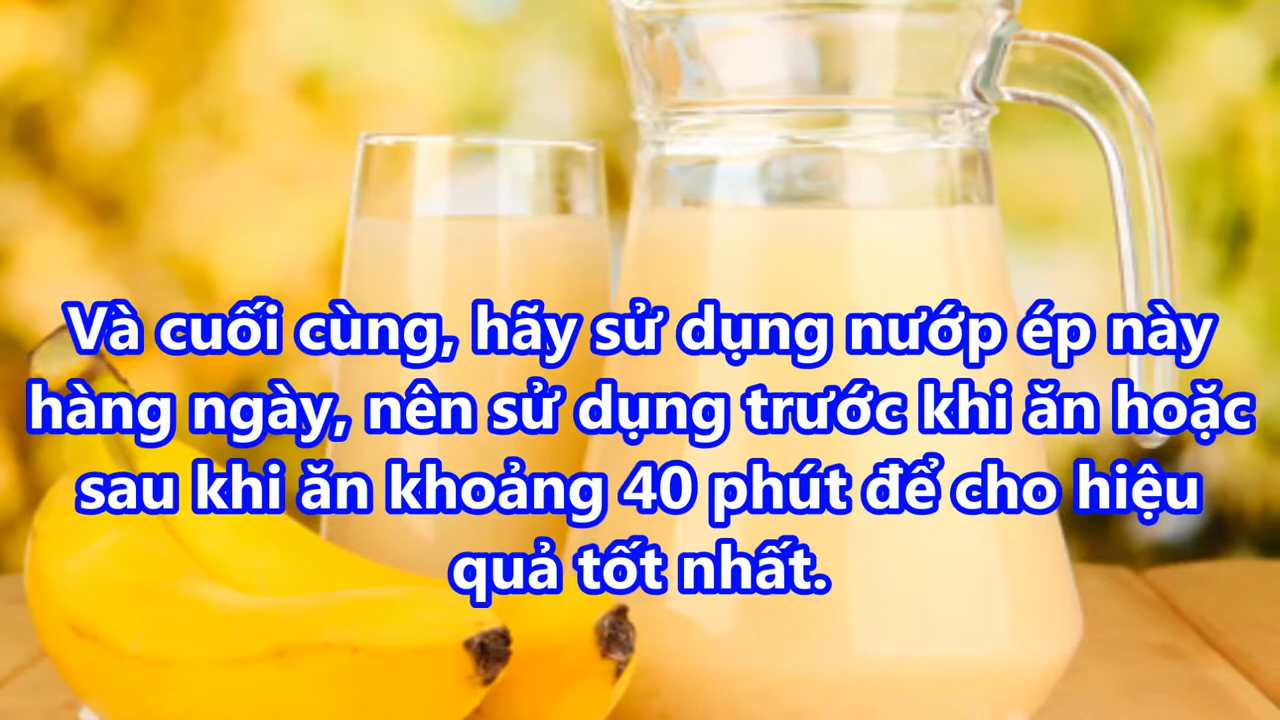 Và cuối cùng, hãy sử dụng nướp ép này
hàng ngày, nên sử dụng trước khi ăn hoặc
sau khi ăn khoảng 40 phút để cho hiệu
quả tốt nhất.